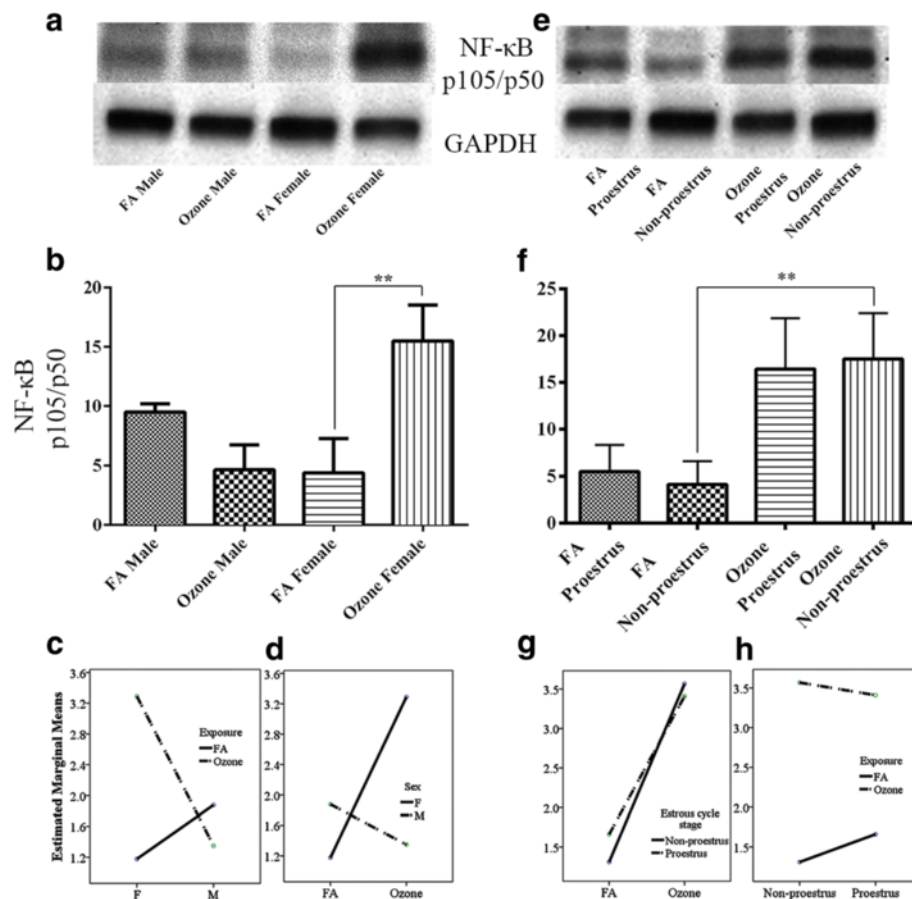 a
NF-κB
p105/p50
GAPDH
FA Male
Ozone Male
FA Female
Ozone Female
e
FA
Proestrus
FA
Non-proestrus
Ozone
Proestrus
Ozone
Non-proestrus
b
NF-κB
p105/p50
20
15
10
5
0
**
FA Male
Ozone Male
FA Female
Ozone Female
f
25
20
15
10
5
0
**
FA
Proestrus
FA
Non-proestrus
Ozone
Proestrus
Ozone
Non-proestrus
c
Estimated Marginal Means
3.6
3.2
2.8
2.4
2.0
1.6
1.2
Exposure
FA
Ozone
F
M
d
3.6
3.2
2.8
2.4
2.0
1.6
1.2
Sex
F
M
FA
Ozone
g
3.5
3.0
2.5
2.0
1.5
Estrous cycle
stage
Non-proestrus
Proestrus
FA
Ozone
h
3.5
3.0
2.5
2.0
1.5
Exposure
FA
Ozone
Non-proestrus
Proestrus